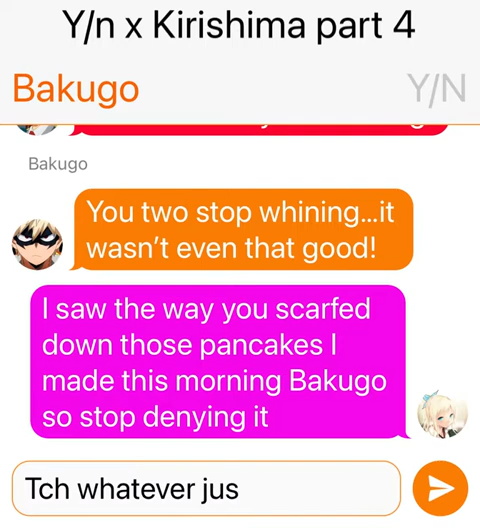 Y/n x Kirishima part 4
Bakugo
Y/N
Bakugo
You two stop whining...it
wasn't even that good!
I saw the way you scarfed
down those pancakes I
made this morning Bakugo
so stop denying it
Tch whatever jus